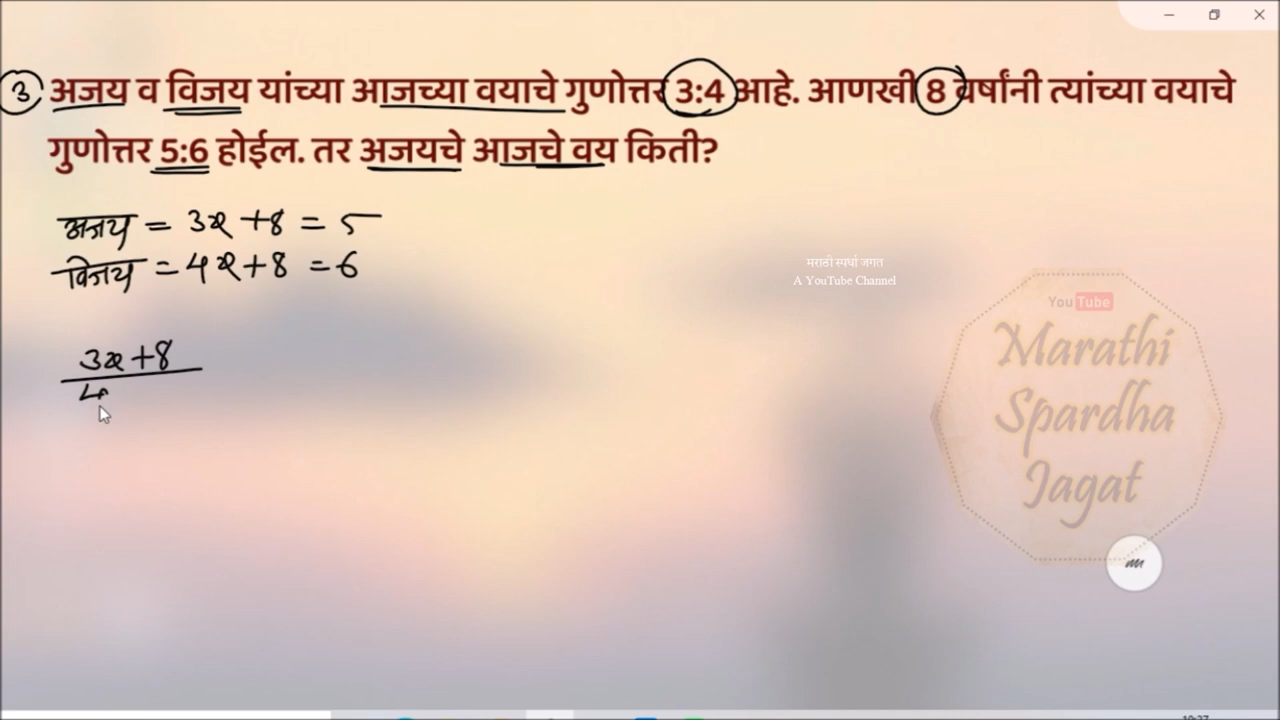 3 अजय व विजय यांच्या आजच्या वयाचे गुणोत्तर 3:4 आहे. आणखी 8 वर्षांनी त्यांच्या वयाचे
गुणोत्तर 5:6 होईल. तर अजयचे आजचे वय किती?
अजय = 3x + 8 = 5
विजय = 4x + 8 = 6
3x + 8
4
मराठी स्पर्धा जगत
A YouTube Channel
YouTube
Marathi
Spardha
Jagat